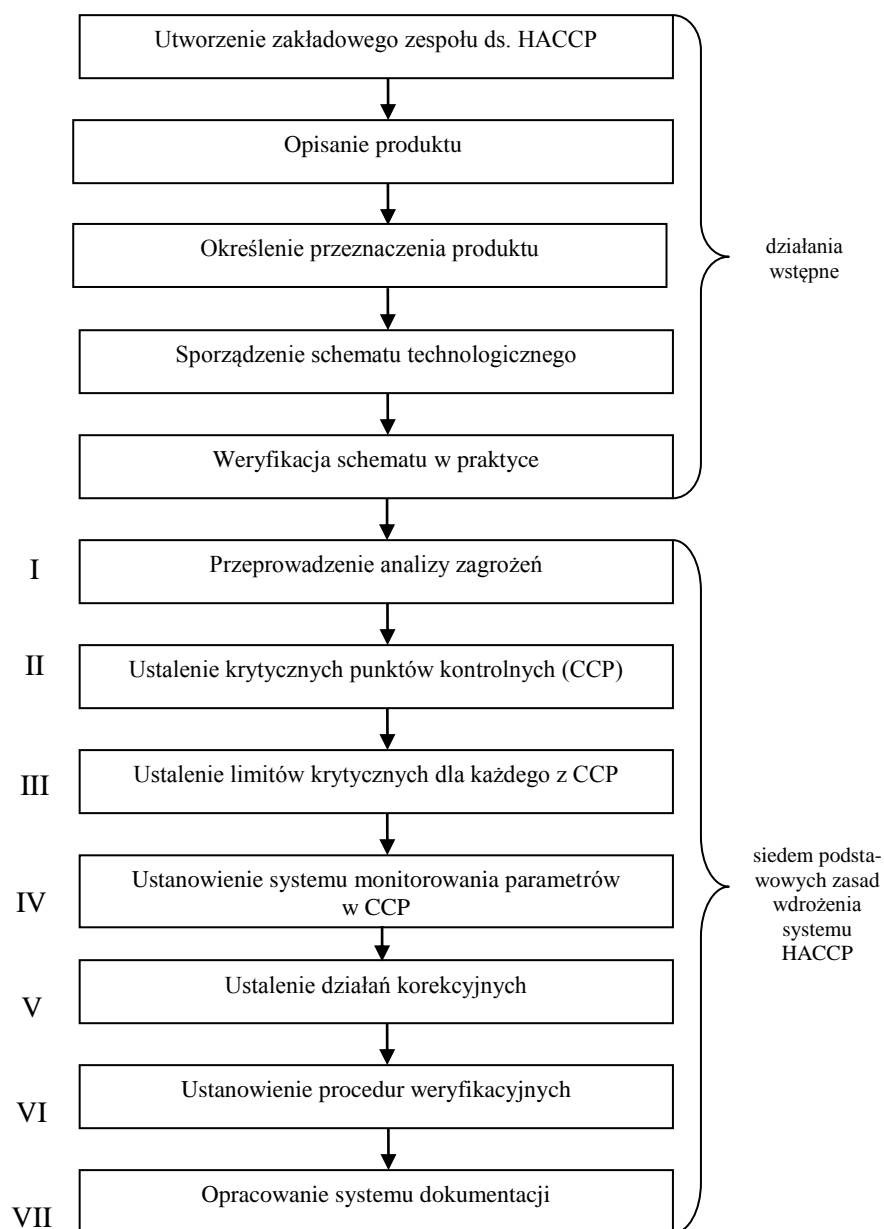 Utworzenie zakładowego zespołu ds. HACCP
Opisanie produktu
Określenie przeznaczenia produktu
działania
wstępne
Sporządzenie schematu technologicznego
Weryfikacja schematu w praktyce
I
Przeprowadzenie analizy zagrożeń
II
Ustalenie krytycznych punktów kontrolnych (CCP)
III
Ustalenie limitów krytycznych dla każdego z CCP
IV
Ustanowienie systemu monitorowania parametrów
w CCP
siedem podsta-
wowych zasad
wdrożenia
systemu
HACCP
V
Ustalenie działań korekcyjnych
VI
Ustanowienie procedur weryfikacyjnych
VII
Opracowanie systemu dokumentacji